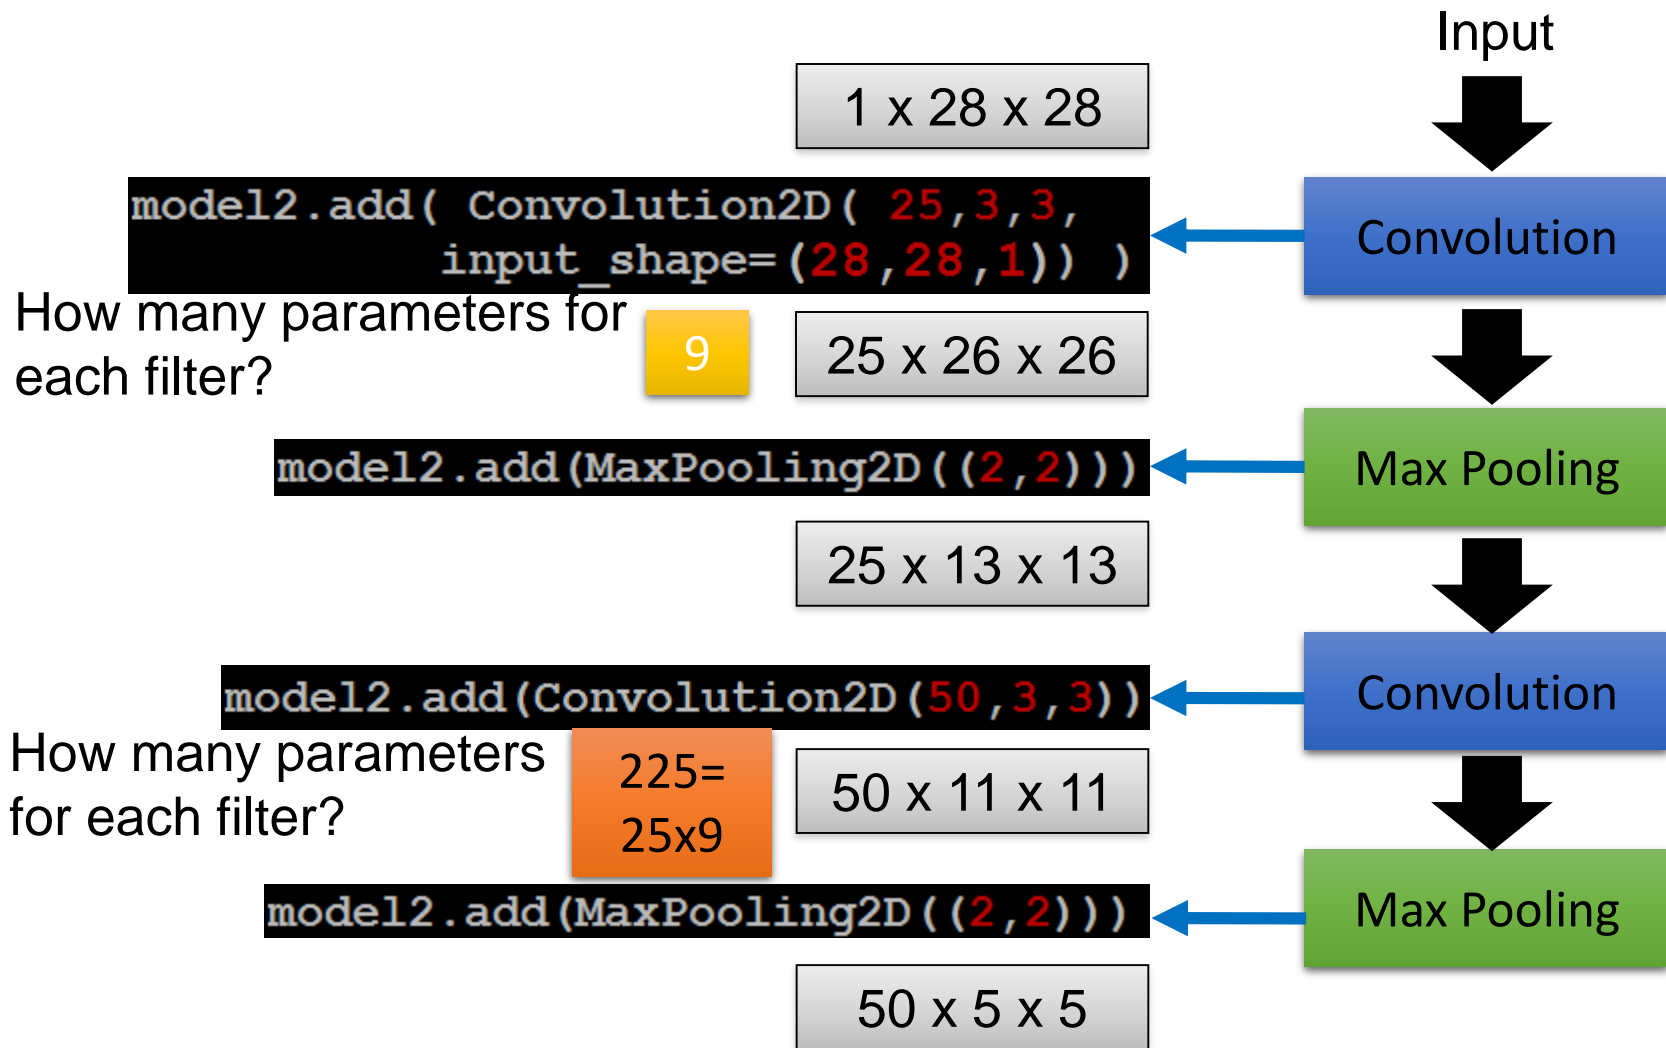 Input
1 x 28 x 28
model2.add( Convolution2D( 25,3,3,
input_shape=(28,28,1)) )
Convolution
How many parameters for
each filter?
9
25 x 26 x 26
model2.add(MaxPooling2D((2,2)))
Max Pooling
25 x 13 x 13
model2.add(Convolution2D(50,3,3))
Convolution
How many parameters
for each filter?
225=
25x9
50 x 11 x 11
model2.add(MaxPooling2D((2,2)))
Max Pooling
50 x 5 x 5